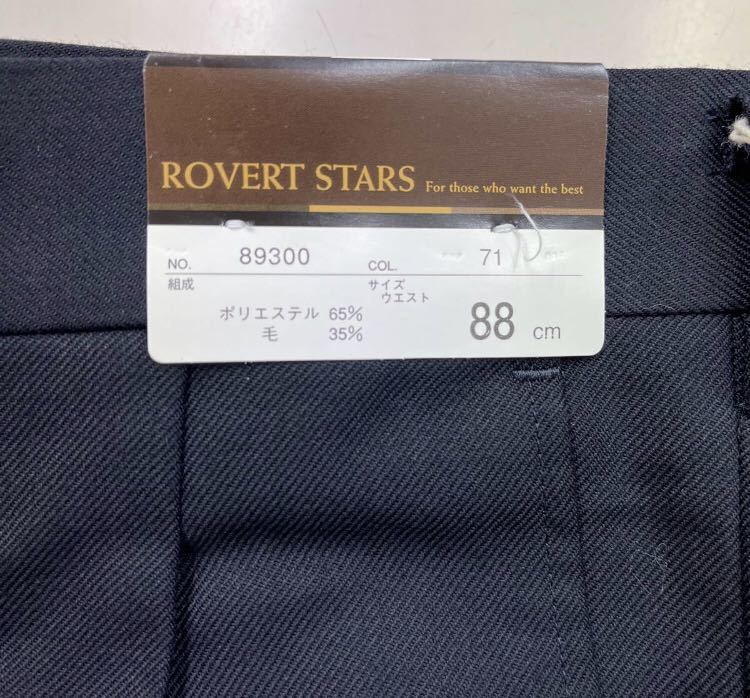 ROVERT STARS For those who want the best
NO. 89300 COL. 71
組成 サイズ
ウエスト
ポリエステル 65%
毛 35%
88 cm